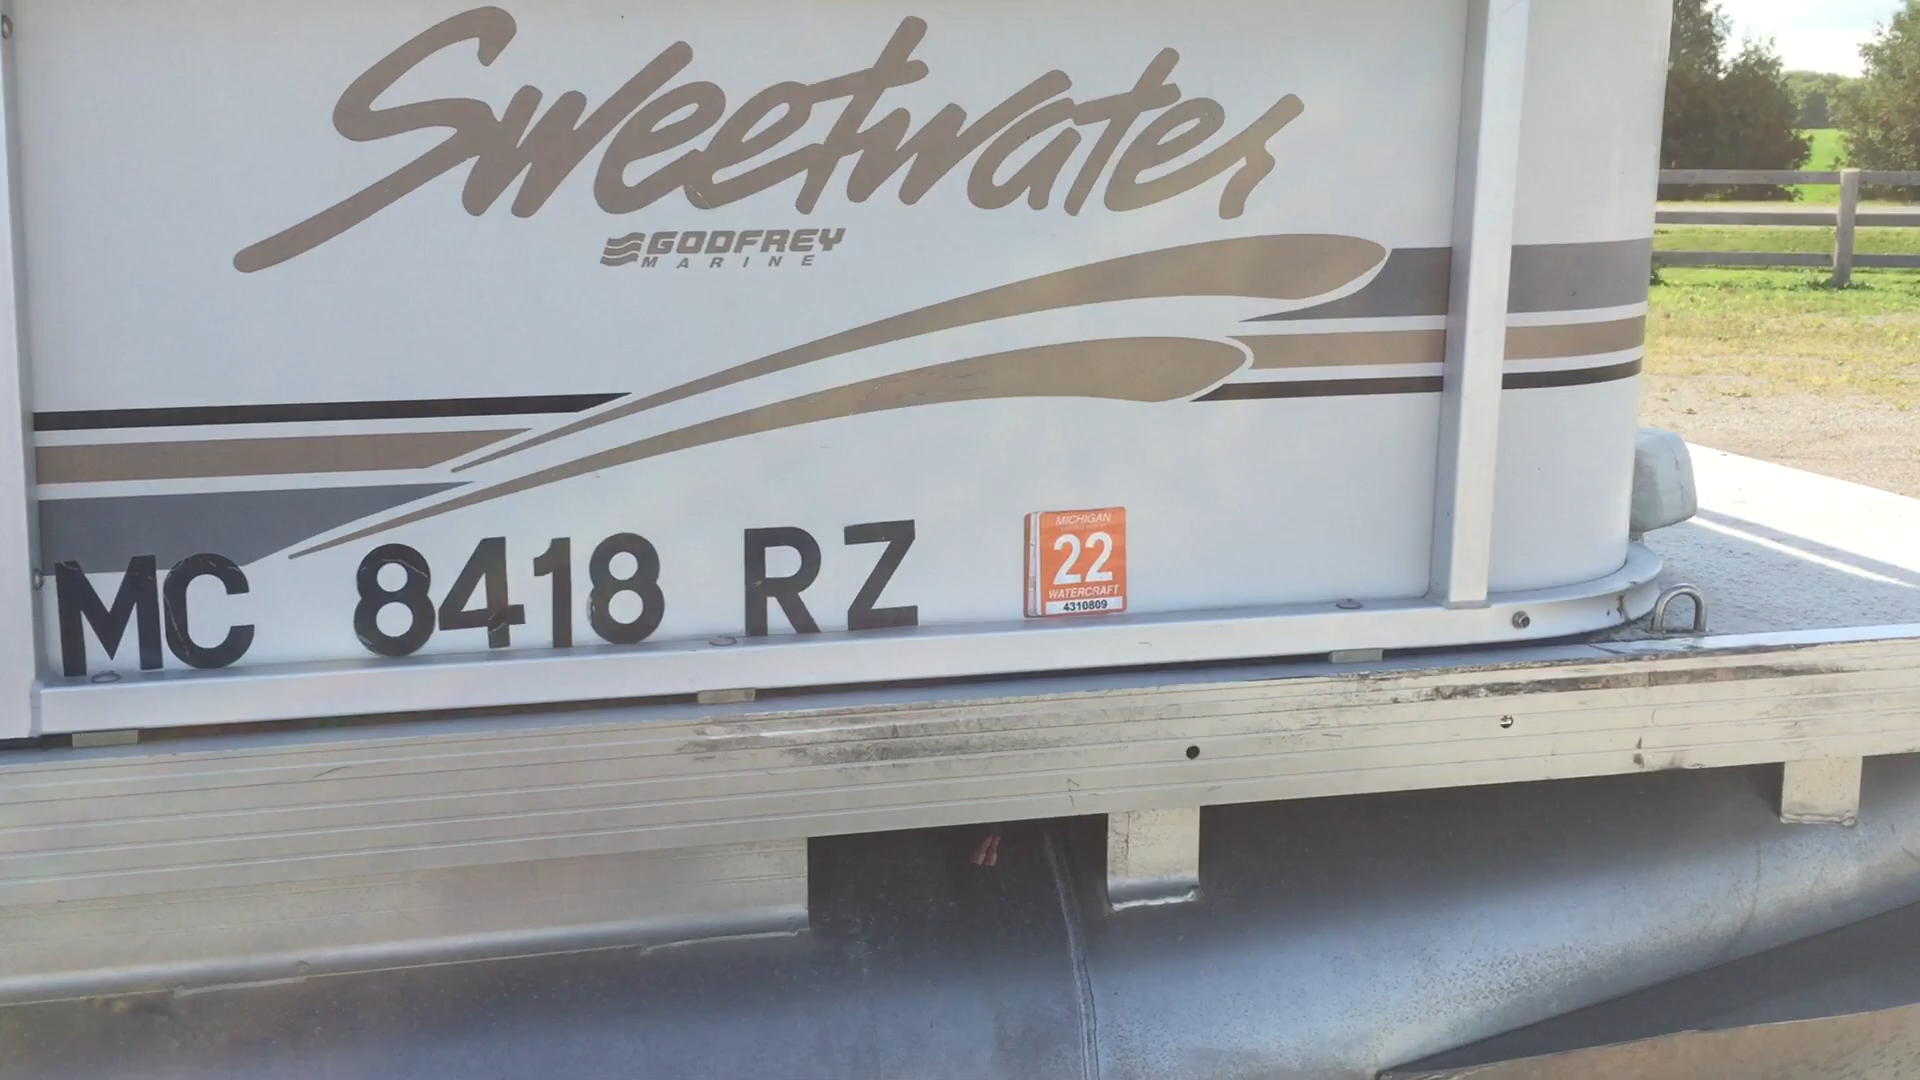 Sweetwater
GODFREY
MARINE
MC 8418 RZ
MICHIGAN
22
WATERCRAFT
4310809